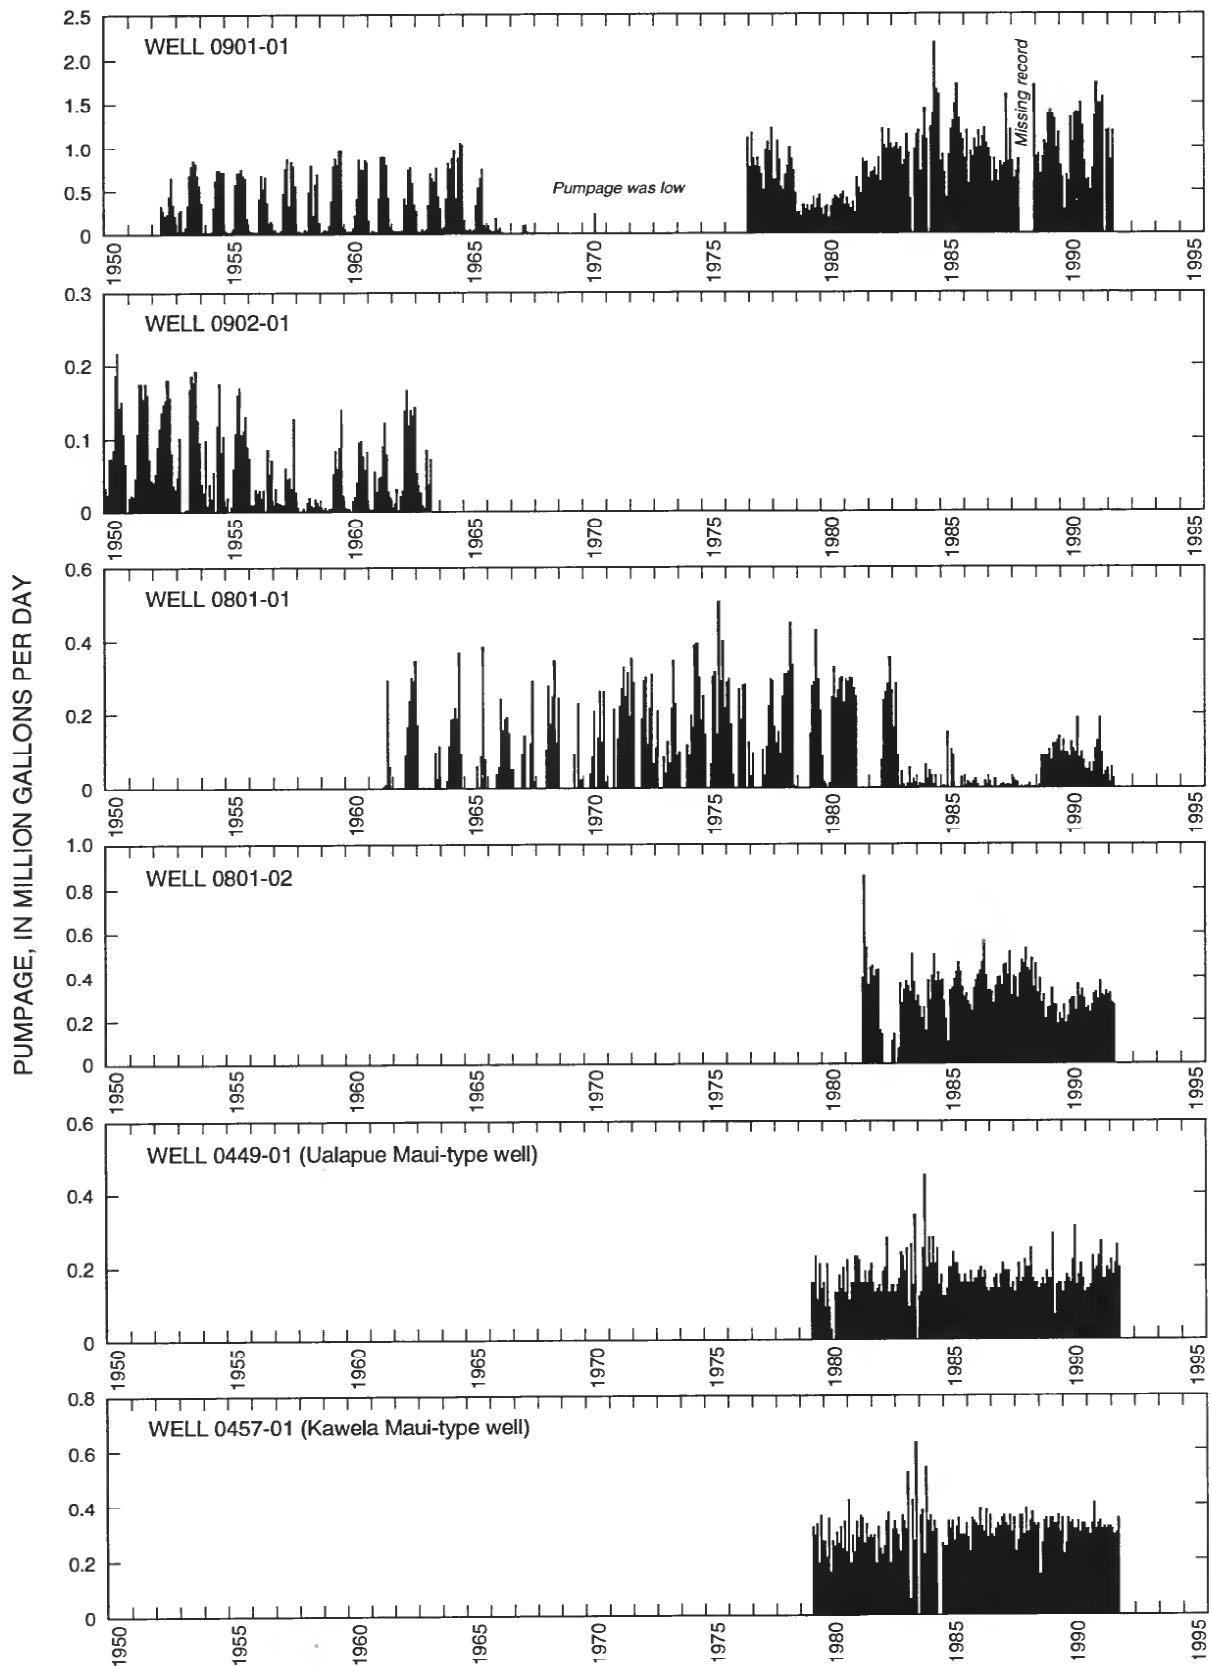 PUMPAGE, IN MILLION GALLONS PER DAY
2.5
2.0
1.5
1.0
0.5
0
WELL 0901-01
Pumpage was low
Missing record
1950 1955 1960 1965 1970 1975 1980 1985 1990 1995
0.3
0.2
0.1
0
WELL 0902-01
1950 1955 1960 1965 1970 1975 1980 1985 1990 1995
0.6
0.4
0.2
0
WELL 0801-01
1950 1955 1960 1965 1970 1975 1980 1985 1990 1995
1.0
0.8
0.6
0.4
0.2
0
WELL 0801-02
1950 1955 1960 1965 1970 1975 1980 1985 1990 1995
0.6
0.4
0.2
0
WELL 0449-01 (Ualapue Maui-type well)
1950 1955 1960 1965 1970 1975 1980 1985 1990 1995
0.8
0.6
0.4
0.2
0
WELL 0457-01 (Kawela Maui-type well)
1950 1955 1960 1965 1970 1975 1980 1985 1990 1995